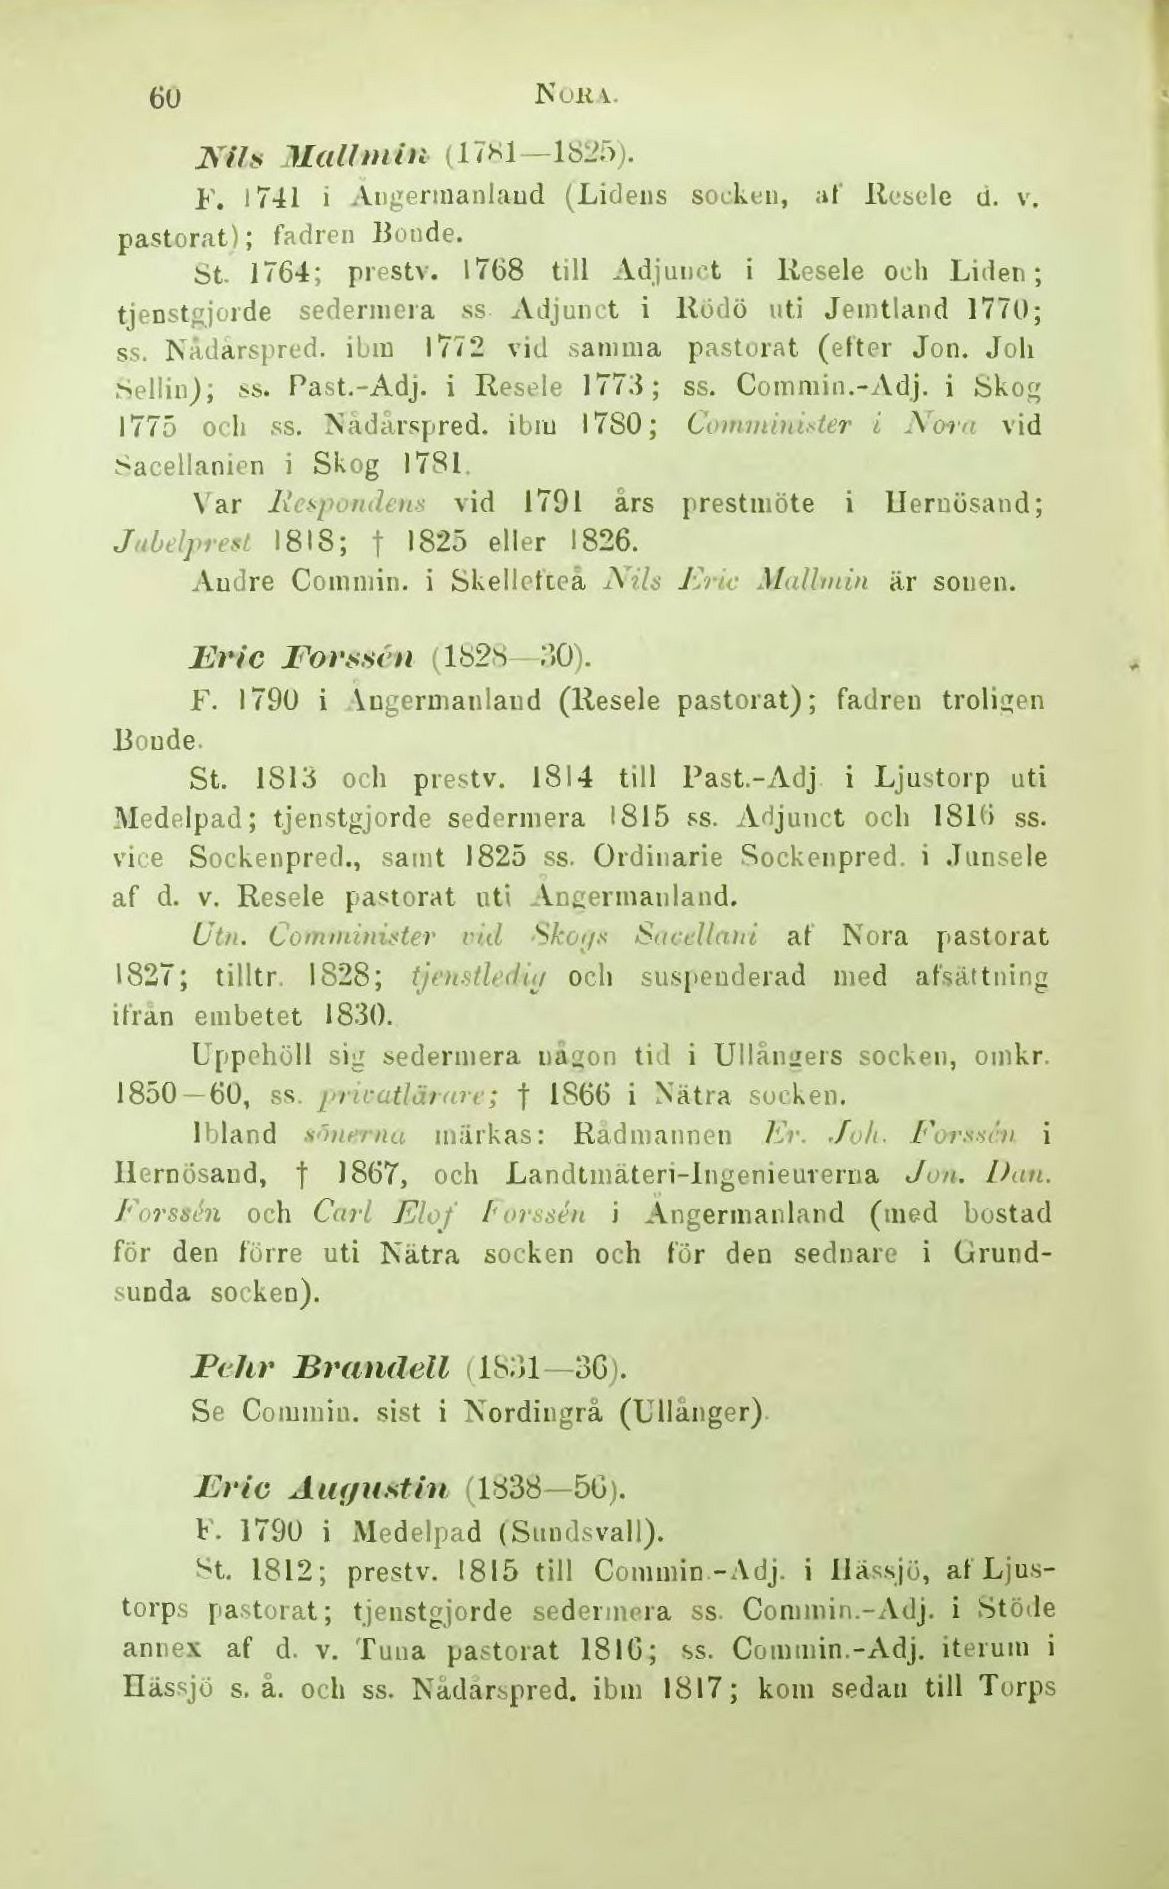 60 NORA.
Nils Mallmin (1781—1825).
F. 1741 i Ångermanland (Lidens socken, af Resele d. v.
pastorat); fadren Bonde.
St. 1764; prestv. 1768 till Adjunct i Resele och Liden;
tjenstgjorde sedermera ss. Adjunct i Rödö uti Jemtland 1770;
ss. Nådårspred. ibm 1772 vid samma pastorat (efter Jon. Joh
Sellin); ss. Past.-Adj. i Resele 1773; ss. Commin.-Adj. i Skog
1775 och ss. Nådårspred. ibm 1780; Comminister i Nora vid
Sacellanien i Skog 1781.
Var Respondens vid 1791 års prestmöte i Hernösand;
Jubelprest 1818; † 1825 eller 1826.
Andre Commin. i Skellefteå Nils Eric Mallmin är sonen.
Eric Forssén (1828—30).
F. 1790 i Ångermanland (Resele pastorat); fadren troligen
Bonde.
St. 1813 och prestv. 1814 till Past.-Adj. i Ljustorp uti
Medelpad; tjenstgjorde sedermera 1815 ss. Adjunct och 1816 ss.
vice Sockenpred., samt 1825 ss. Ordinarie Sockenpred. i Junsele
af d. v. Resele pastorat uti Ångermanland.
Utn. Comminister vid Skogs Sacellani af Nora pastorat
1827; tilltr. 1828; tjenstledig och suspenderad med afsättning
ifrån embetet 1830.
Uppehöll sig sedermera någon tid i Ullångers socken, omkr.
1850—60, ss. privatlärare; † 1866 i Nätra socken.
Ibland sönerna märkas: Rådmannen Er. Joh. Forssén i
Hernösand, † 1867, och Landtmäteri-Ingenieurerna Jon. Dan.
Forssén och Carl Elof Forssén i Ångermanland (med bostad
för den förre uti Nätra socken och för den sednare i Grund-
sunda socken).
Pehr Brandell (1831—36).
Se Commin. sist i Nordingrå (Ullånger).
Eric Augustin (1838—56).
F. 1790 i Medelpad (Sundsvall).
St. 1812; prestv. 1815 till Commin.-Adj. i Hässjö, af Ljus-
torps pastorat; tjenstgjorde sedermera ss. Commin.-Adj. i Stöde
annex af d. v. Tuna pastorat 1816; ss. Commin.-Adj. iterum i
Hässjö s. å. och ss. Nådårspred. ibm 1817; kom sedan till Torps